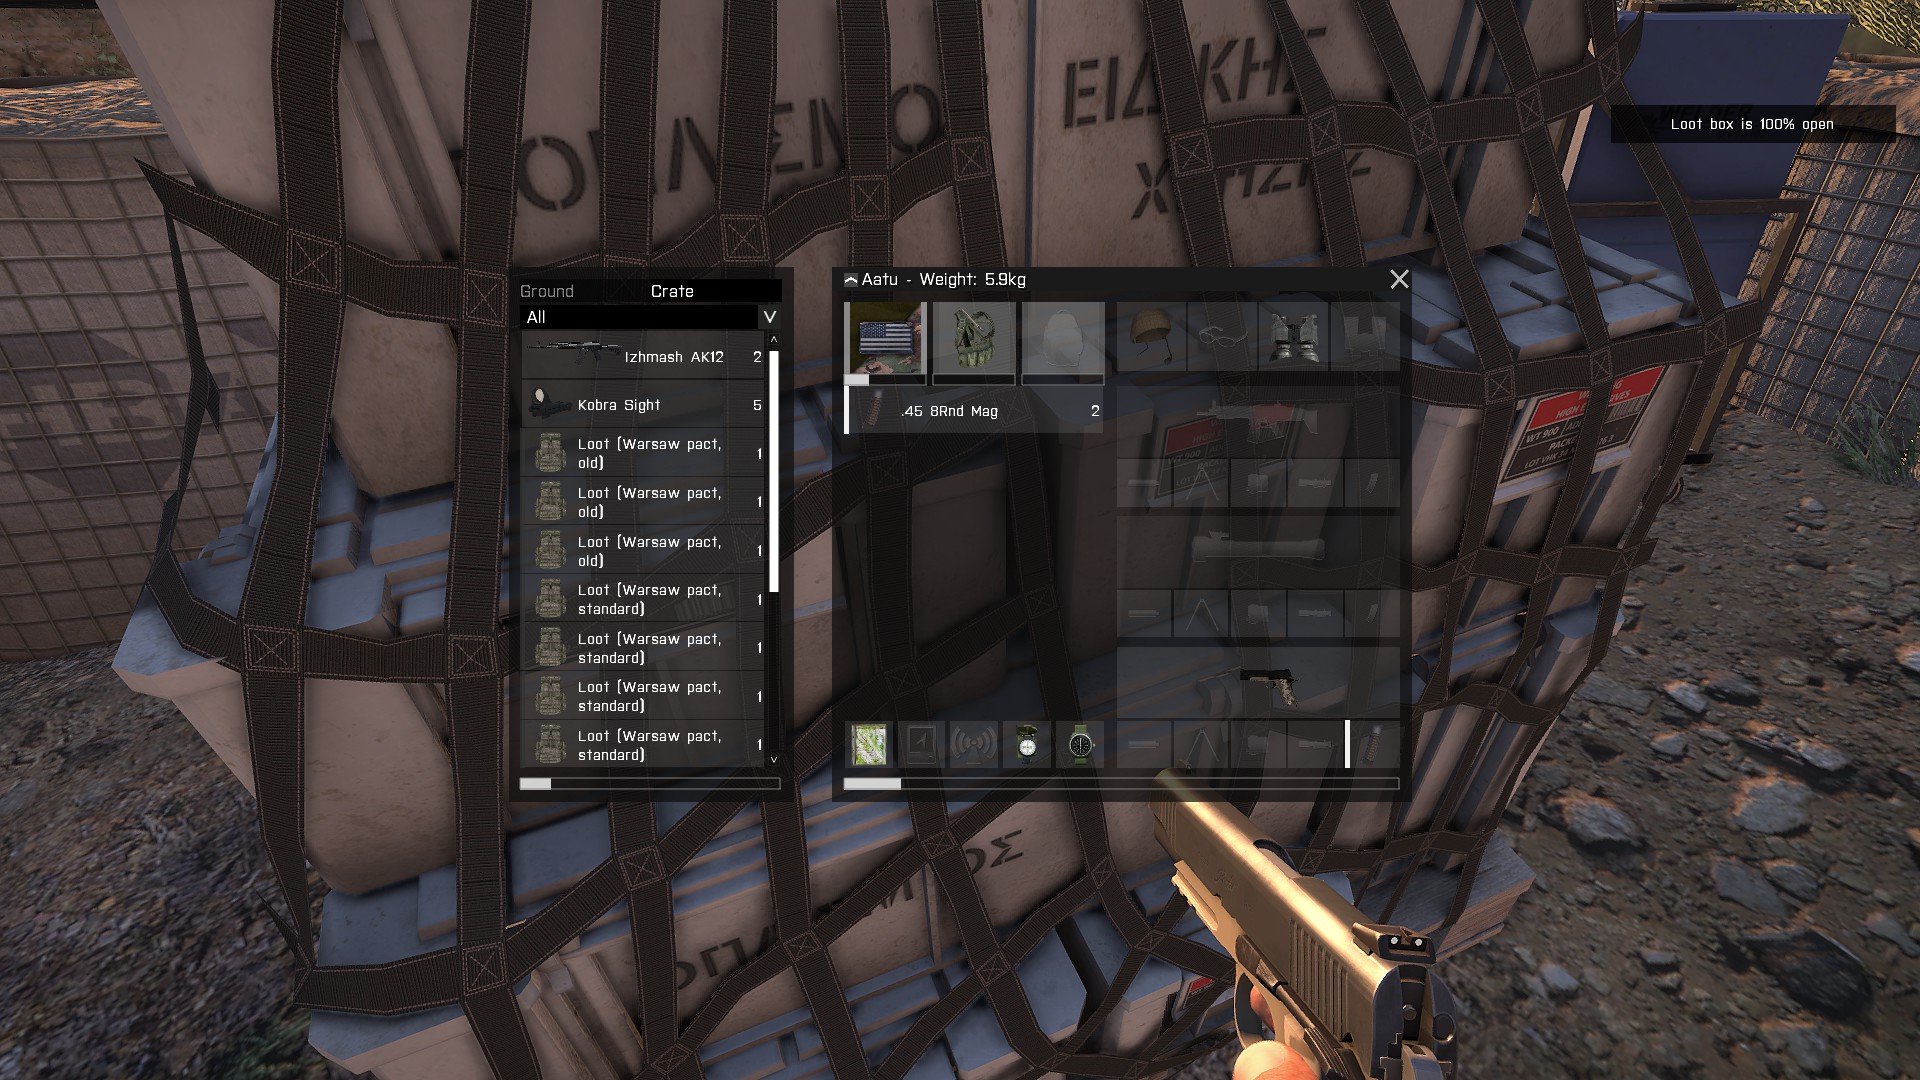 ΕΙΔΙΚΗΣ
Loot box is 100% open
Ground
Crate
All
V
Izhmash AK12
2
Kobra Sight
5
Loot (Warsaw pact,
old)
1
Loot (Warsaw pact,
old)
1
Loot (Warsaw pact,
old)
1
Loot (Warsaw pact,
standard)
1
Loot (Warsaw pact,
standard)
1
Loot (Warsaw pact,
standard)
1
Loot (Warsaw pact,
standard)
1
Aatu - Weight: 5.9kg
.45 8Rnd Mag
2